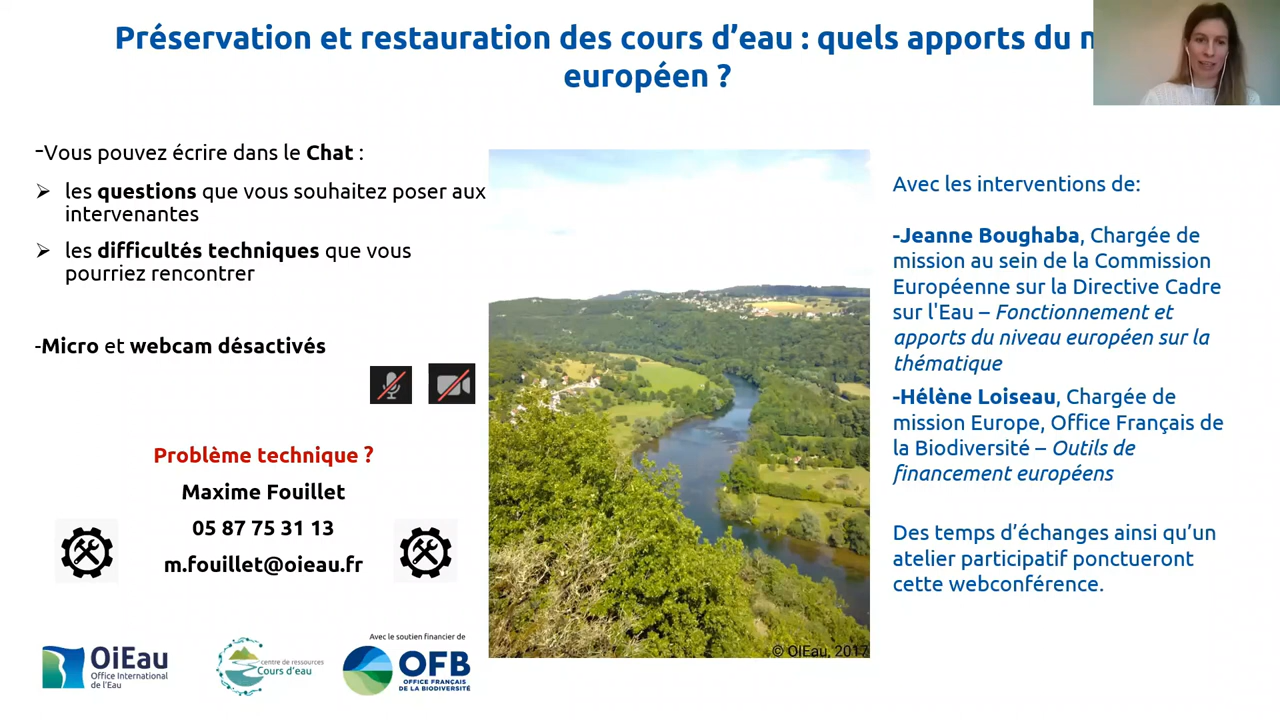 Préservation et restauration des cours d’eau : quels apports du
européen ?
-Vous pouvez écrire dans le Chat :
les questions que vous souhaitez poser aux
intervenantes
les difficultés techniques que vous
pourriez rencontrer
-Micro et webcam désactivés
Problème technique ?
Maxime Fouillet
05 87 75 31 13
m.fouillet@oieau.fr
© OiEau, 2017
Avec les interventions de:
-Jeanne Boughaba, Chargée de
mission au sein de la Commission
Européenne sur la Directive Cadre
sur l'Eau – Fonctionnement et
apports du niveau européen sur la
thématique
-Hélène Loiseau, Chargée de
mission Europe, Office Français de
la Biodiversité – Outils de
financement européens
Des temps d’échanges ainsi qu’un
atelier participatif ponctueront
cette webconférence.
OiEau
Office International
de l'Eau
centre de ressources
Cours d'eau
Avec le soutien financier de
OFB
OFFICE FRANÇAIS
DE LA BIODIVERSITÉ